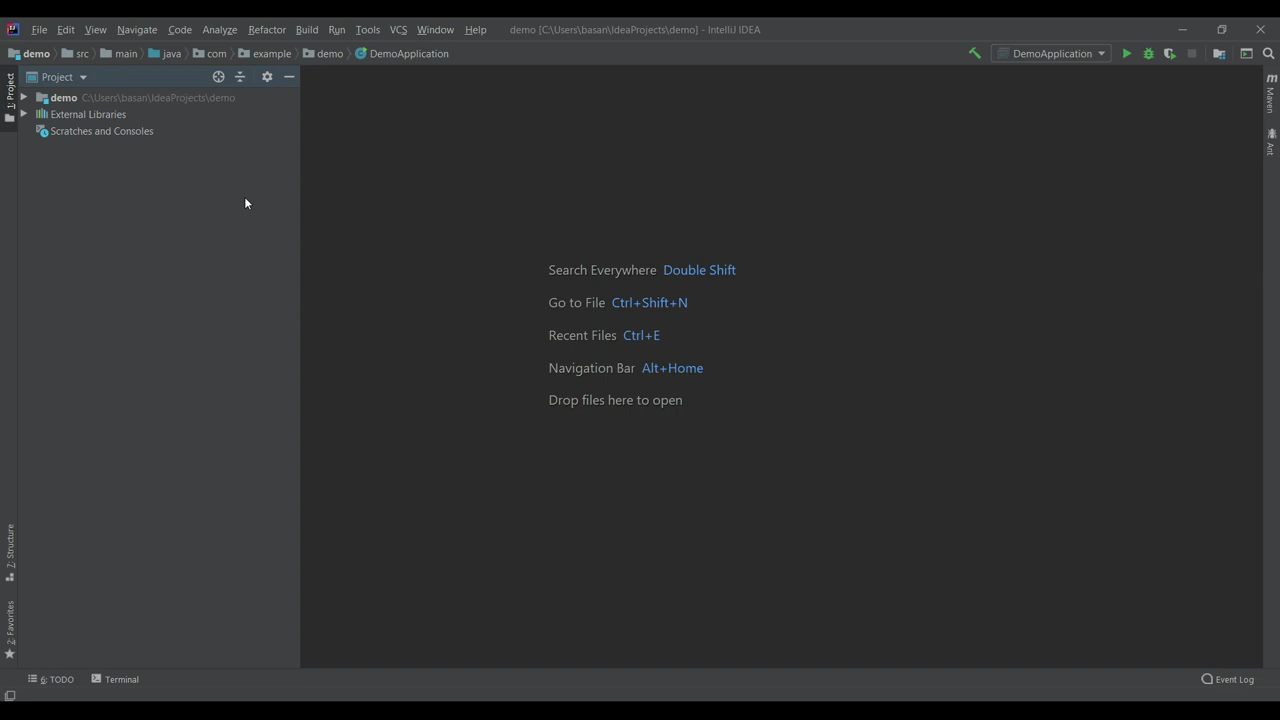 File Edit View Navigate Code Analyze Refactor Build Run Tools VCS Window Help demo [C:\Users\basan\IdeaProjects\demo] - IntelliJ IDEA
demo src main java com example demo DemoApplication DemoApplication
Project
demo C:\Users\basan\IdeaProjects\demo
External Libraries
Scratches and Consoles
1: Project
Maven
Ant
Search Everywhere Double Shift
Go to File Ctrl+Shift+N
Recent Files Ctrl+E
Navigation Bar Alt+Home
Drop files here to open
7: Structure
2: Favorites
6: TODO Terminal Event Log